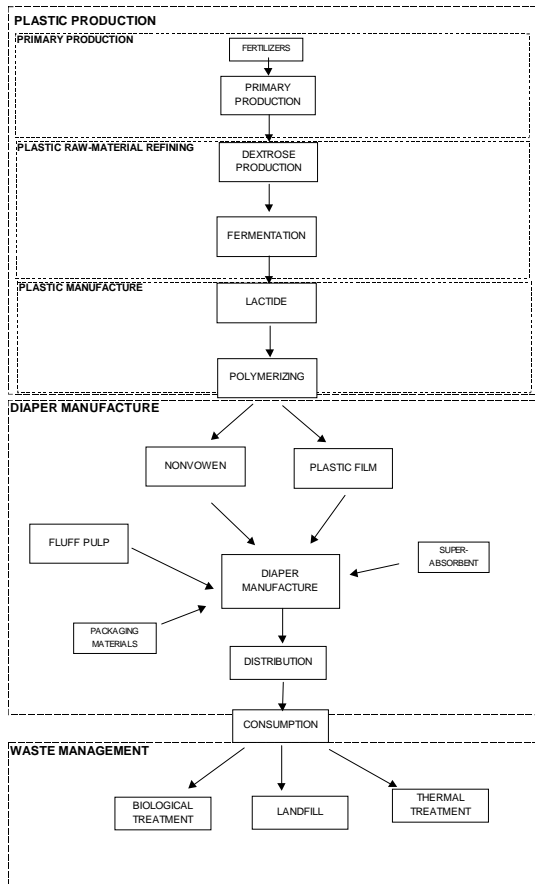 PLASTIC PRODUCTION
PRIMARY PRODUCTION
FERTILIZERS
PRIMARY
PRODUCTION
PLASTIC RAW-MATERIAL REFINING
DEXTROSE
PRODUCTION
FERMENTATION
PLASTIC MANUFACTURE
LACTIDE
POLYMERIZING
DIAPER MANUFACTURE
NONVOWEN
PLASTIC FILM
FLUFF PULP
SUPER-
ABSORBENT
DIAPER
MANUFACTURE
PACKAGING
MATERIALS
DISTRIBUTION
CONSUMPTION
WASTE MANAGEMENT
BIOLOGICAL
TREATMENT
LANDFILL
THERMAL
TREATMENT